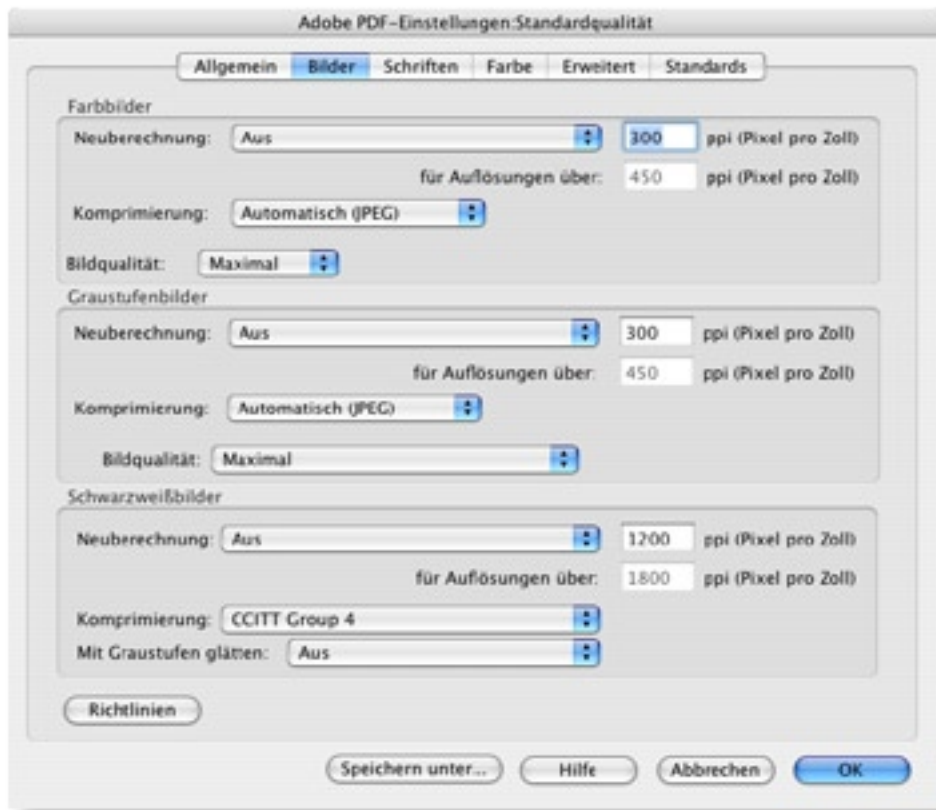 Adobe PDF-Einstellungen:Standardqualität
Allgemein Bilder Schriften Farbe Erweitert Standards
Farbbilder
Neuberechnung: Aus 300 ppi (Pixel pro Zoll)
für Auflösungen über: 450 ppi (Pixel pro Zoll)
Komprimierung: Automatisch (JPEG)
Bildqualität: Maximal
Graustufenbilder
Neuberechnung: Aus 300 ppi (Pixel pro Zoll)
für Auflösungen über: 450 ppi (Pixel pro Zoll)
Komprimierung: Automatisch (JPEG)
Bildqualität: Maximal
Schwarzweißbilder
Neuberechnung: Aus 1200 ppi (Pixel pro Zoll)
für Auflösungen über: 1800 ppi (Pixel pro Zoll)
Komprimierung: CCITT Group 4
Mit Graustufen glätten: Aus
Richtlinien
Speichern unter... Hilfe Abbrechen OK